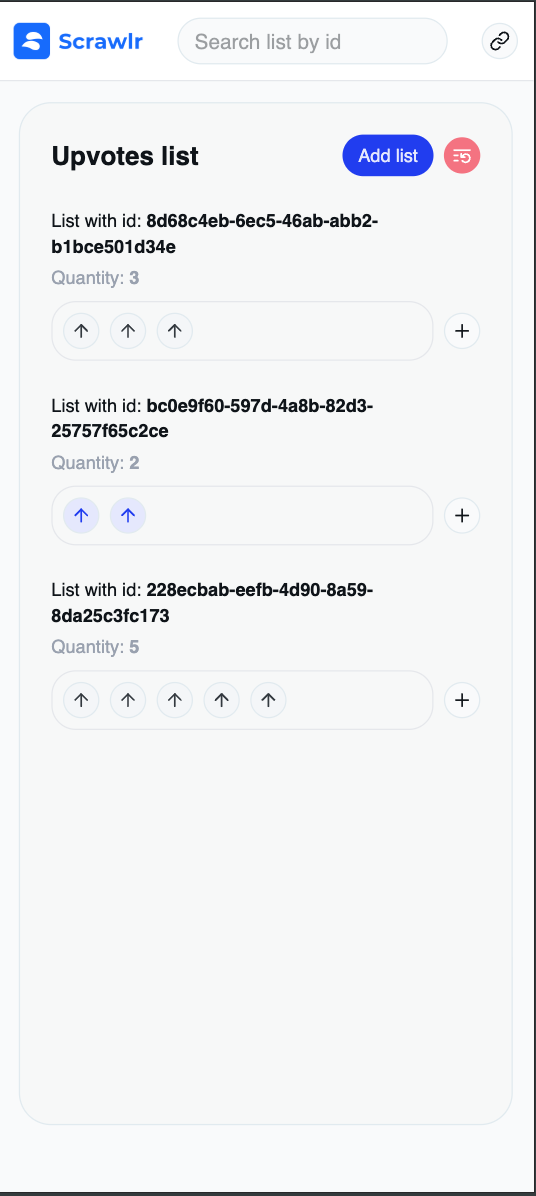 Scrawlr
Search list by id
Upvotes list
Add list
List with id: 8d68c4eb-6ec5-46ab-abb2-
b1bce501d34e
Quantity: 3
List with id: bc0e9f60-597d-4a8b-82d3-
25757f65c2ce
Quantity: 2
List with id: 228ecbab-eefb-4d90-8a59-
8da25c3fc173
Quantity: 5